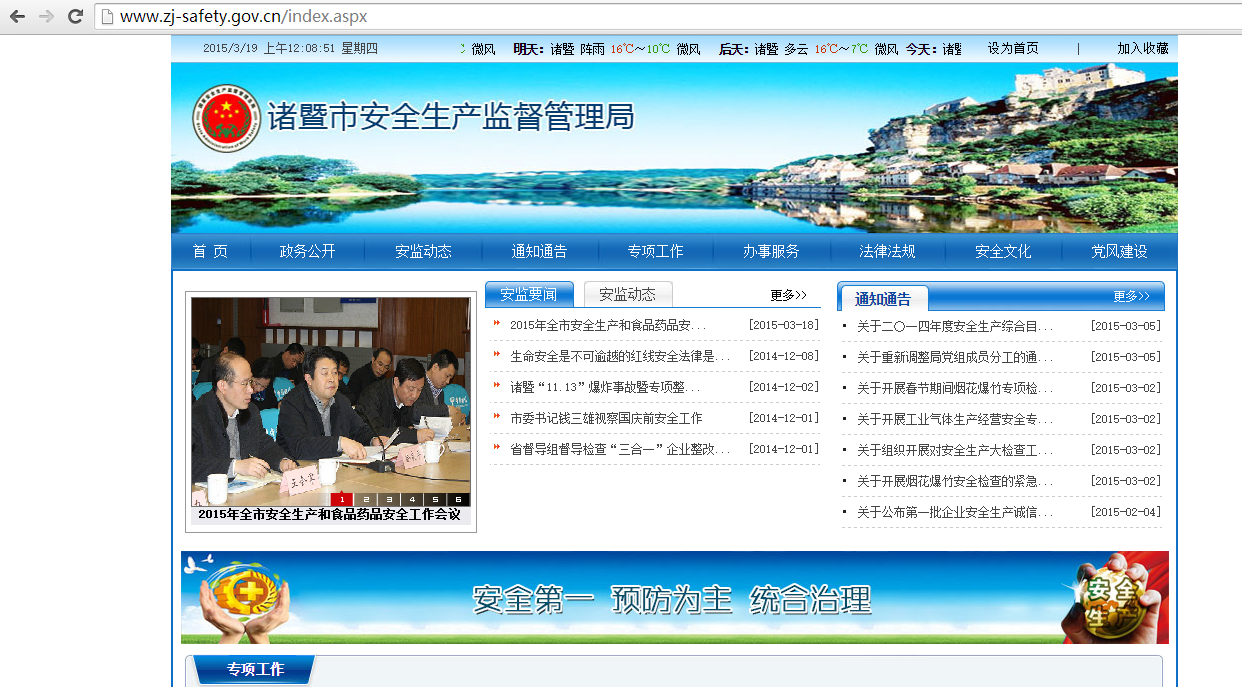 www.zj-safety.gov.cn/index.aspx
2015/3/19 上午12:08:51 星期四
微风 明天：诸暨 阵雨 16℃～10℃ 微风 后天：诸暨 多云 16℃～7℃ 微风 今天：诸暨
设为首页 | 加入收藏
诸暨市安全生产监督管理局
首 页 政务公开 安监动态 通知通告 专项工作 办事服务 法律法规 安全文化 党风建设
1 2 3 4 5 6
2015年全市安全生产和食品药品安全工作会议
安监要闻 安监动态 更多>>
2015年全市安全生产和食品药品安... [2015-03-18]
生命安全是不可逾越的红线安全法律是... [2014-12-08]
诸暨“11.13”爆炸事故暨专项整... [2014-12-02]
市委书记钱三雄视察国庆前安全工作 [2014-12-01]
省督导组督导检查“三合一”企业整改... [2014-12-01]
通知通告 更多>>
关于二〇一四年度安全生产综合目... [2015-03-05]
关于重新调整局党组成员分工的通... [2015-03-05]
关于开展春节期间烟花爆竹专项检... [2015-03-02]
关于开展工业气体生产经营安全专... [2015-03-02]
关于组织开展对安全生产大检查工... [2015-03-02]
关于开展烟花爆竹安全检查的紧急... [2015-03-02]
关于公布第一批企业安全生产诚信... [2015-02-04]
安全第一 预防为主 统合治理
安全
生产
专项工作